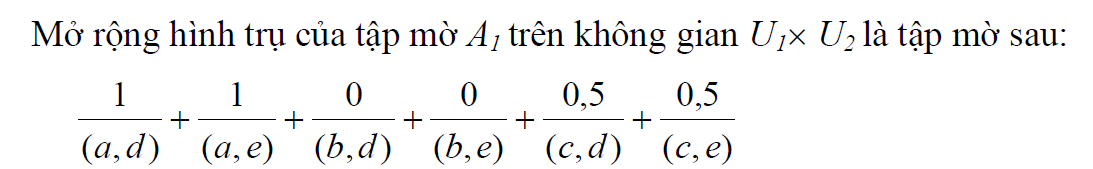 Mở rộng hình trụ của tập mờ A₁ trên không gian U₁× U₂ là tập mờ sau:
1/(a,d) + 1/(a,e) + 0/(b,d) + 0/(b,e) + 0,5/(c,d) + 0,5/(c,e)